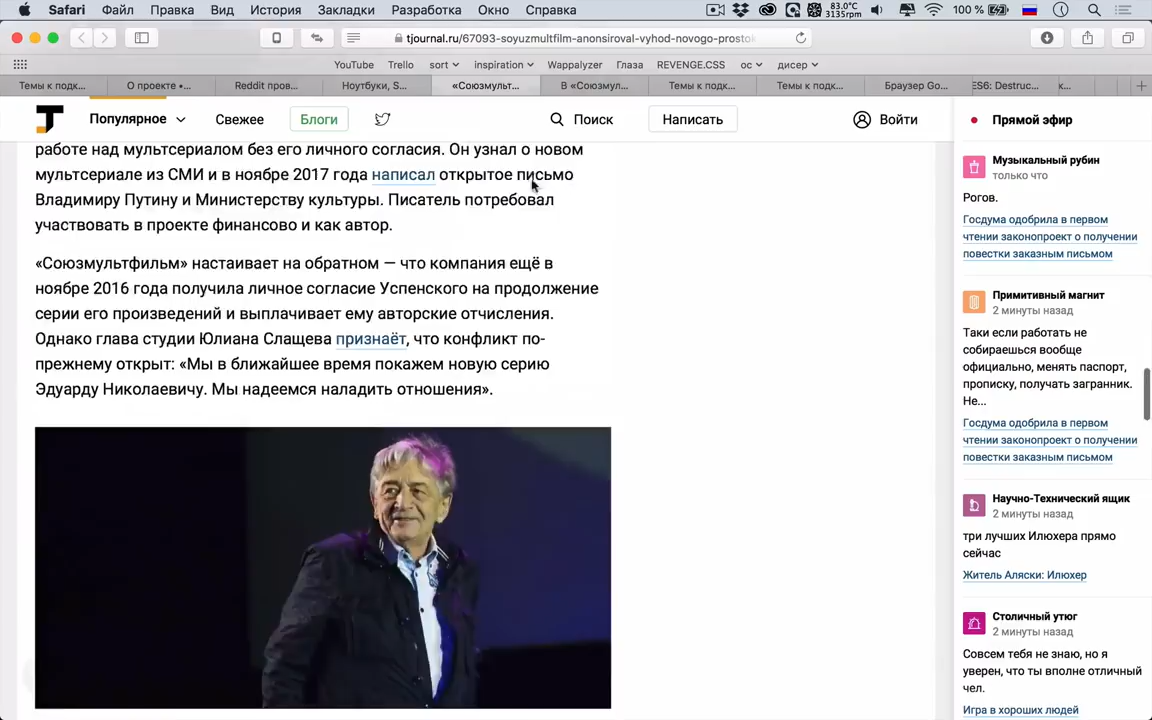 Safari Файл Правка Вид История Закладки Разработка Окно Справка 83.0°C 3135rpm 100 %
tjournal.ru/67093-soyuzmultfilm-anonsiroval-vyhod-novogo-prostok
YouTube Trello sort inspiration Wappalyzer Глаза REVENGE.CSS ос дисер
Темы к подк... О проекте •... Reddit пров... Ноутбуки, S... «Союзмульт... В «Союзмул... Темы к подк... Темы к подк... Браузер Go... ES6: Destruc... к...
Популярное Свежее Блоги Поиск Написать Войти
работе над мультсериалом без его личного согласия. Он узнал о новом
мультсериале из СМИ и в ноябре 2017 года написал открытое письмо
Владимиру Путину и Министерству культуры. Писатель потребовал
участвовать в проекте финансово и как автор.
«Союзмультфильм» настаивает на обратном — что компания ещё в
ноябре 2016 года получила личное согласие Успенского на продолжение
серии его произведений и выплачивает ему авторские отчисления.
Однако глава студии Юлиана Слащева признаёт, что конфликт по-
прежнему открыт: «Мы в ближайшее время покажем новую серию
Эдуарду Николаевичу. Мы надеемся наладить отношения».
Прямой эфир
Музыкальный рубин
только что
Рогов.
Госдума одобрила в первом
чтении законопроект о получении
повестки заказным письмом
Примитивный магнит
2 минуты назад
Таки если работать не
собираешься вообще
официально, менять паспорт,
прописку, получать загранник.
Не...
Госдума одобрила в первом
чтении законопроект о получении
повестки заказным письмом
Научно-Технический ящик
2 минуты назад
три лучших Илюхера прямо
сейчас
Житель Аляски: Илюхер
Столичный утюг
2 минуты назад
Совсем тебя не знаю, но я
уверен, что ты вполне отличный
чел.
Игра в хороших людей